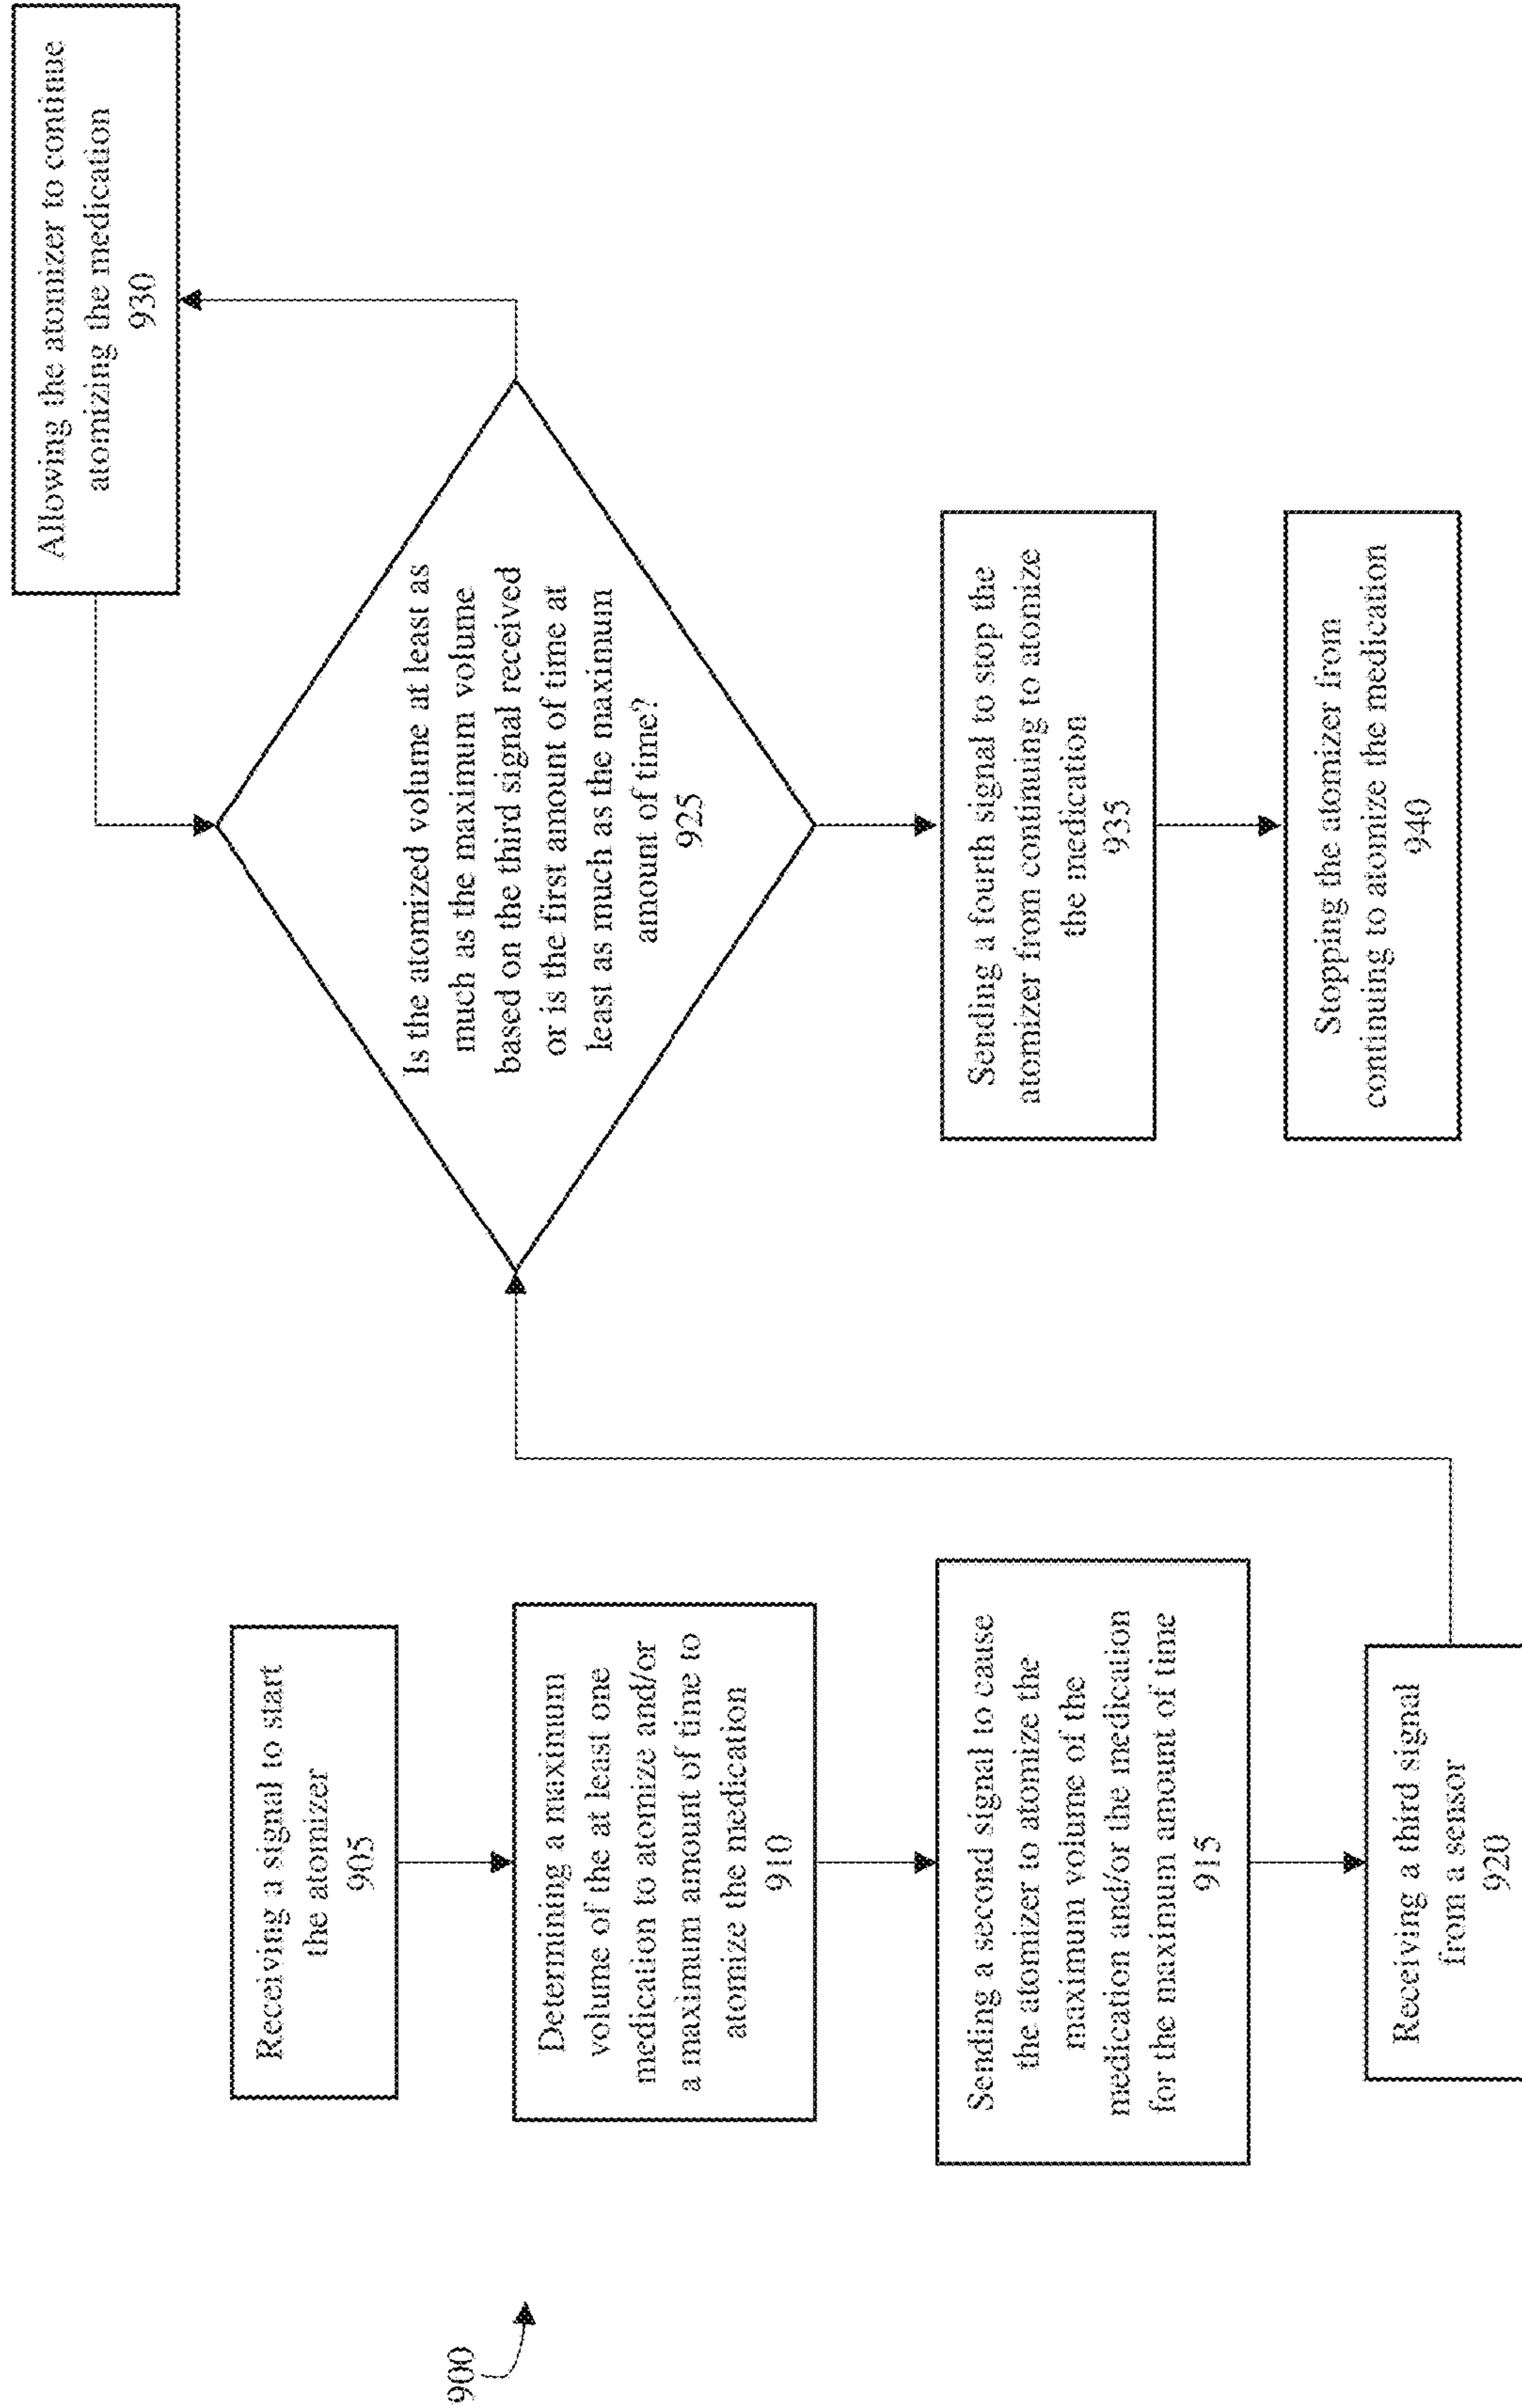 900
Receiving a signal to start
the atomizer
905
Determining a maximum
volume of the at least one
medication to atomize and/or
a maximum amount of time to
atomize the medication
910
Sending a second signal to cause
the atomizer to atomize the
maximum volume of the
medication and/or the medication
for the maximum amount of time
915
Receiving a third signal
from a sensor
920
Is the atomized volume at least as
much as the maximum volume
based on the third signal received
or is the first amount of time at
least as much as the maximum
amount of time?
925
Allowing the atomizer to continue
atomizing the medication
930
Sending a fourth signal to stop the
atomizer from continuing to atomize
the medication
935
Stopping the atomizer from
continuing to atomize the medication
940